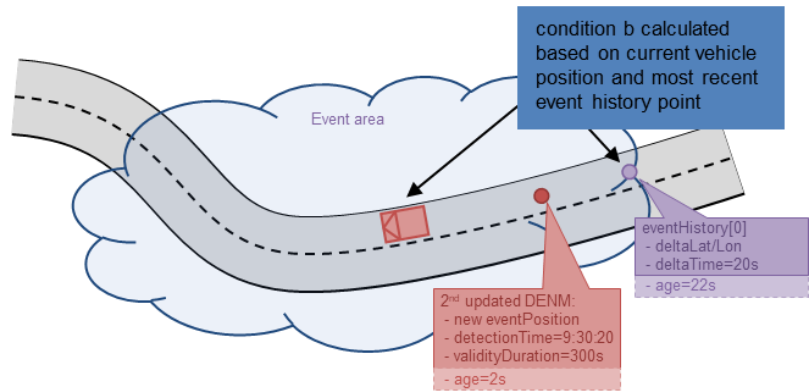 condition b calculated
based on current vehicle
position and most recent
event history point
Event area
eventHistory[0]
- deltaLat/Lon
- deltaTime=20s
- age=22s
2nd updated DENM:
- new eventPosition
- detectionTime=9:30:20
- validityDuration=300s
- age=2s